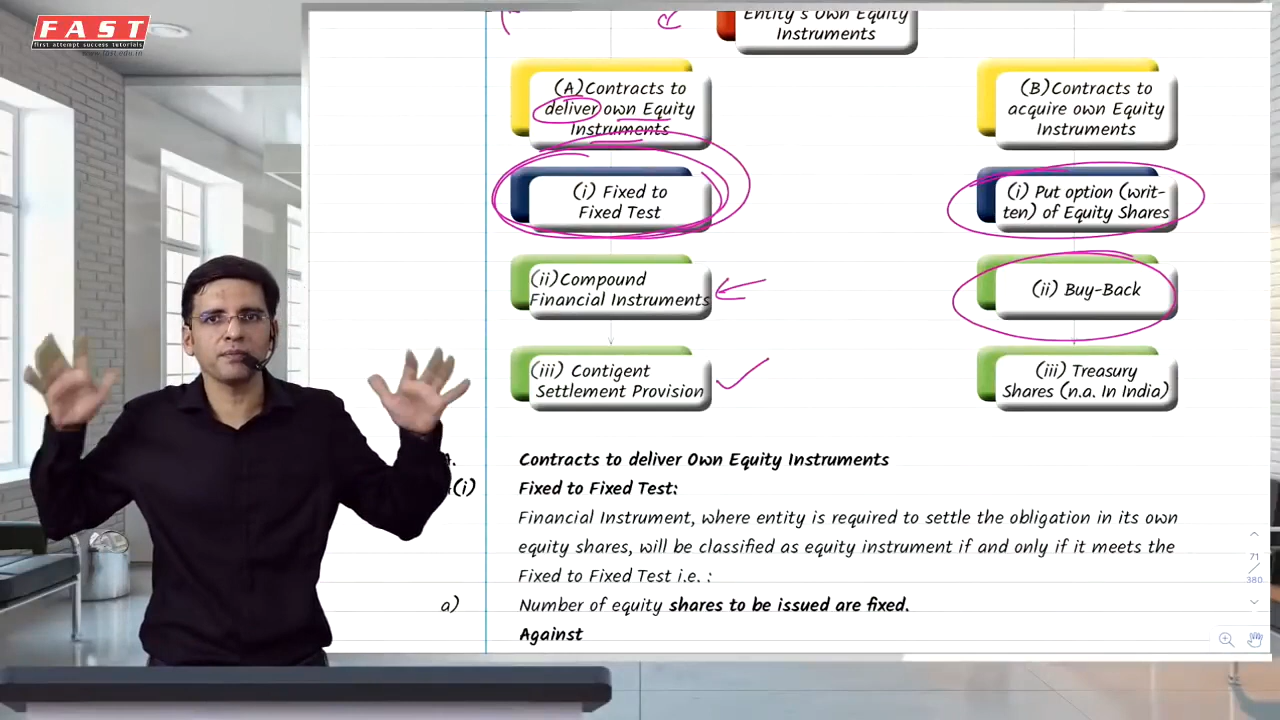 FAST
first attempt success tutorials
www.fast.edu.in
Entity's Own Equity
Instruments
(A)Contracts to
deliver own Equity
Instruments
(B)Contracts to
acquire own Equity
Instruments
(i) Fixed to
Fixed Test
(i) Put option (writ-
ten) of Equity Shares
(ii)Compound
Financial Instruments
(ii) Buy-Back
(iii) Contigent
Settlement Provision
(iii) Treasury
Shares (n.a. In India)
Contracts to deliver Own Equity Instruments
(i)
Fixed to Fixed Test:
Financial Instrument, where entity is required to settle the obligation in its own
equity shares, will be classified as equity instrument if and only if it meets the
Fixed to Fixed Test i.e. :
a)
Number of equity shares to be issued are fixed.
Against
71
380